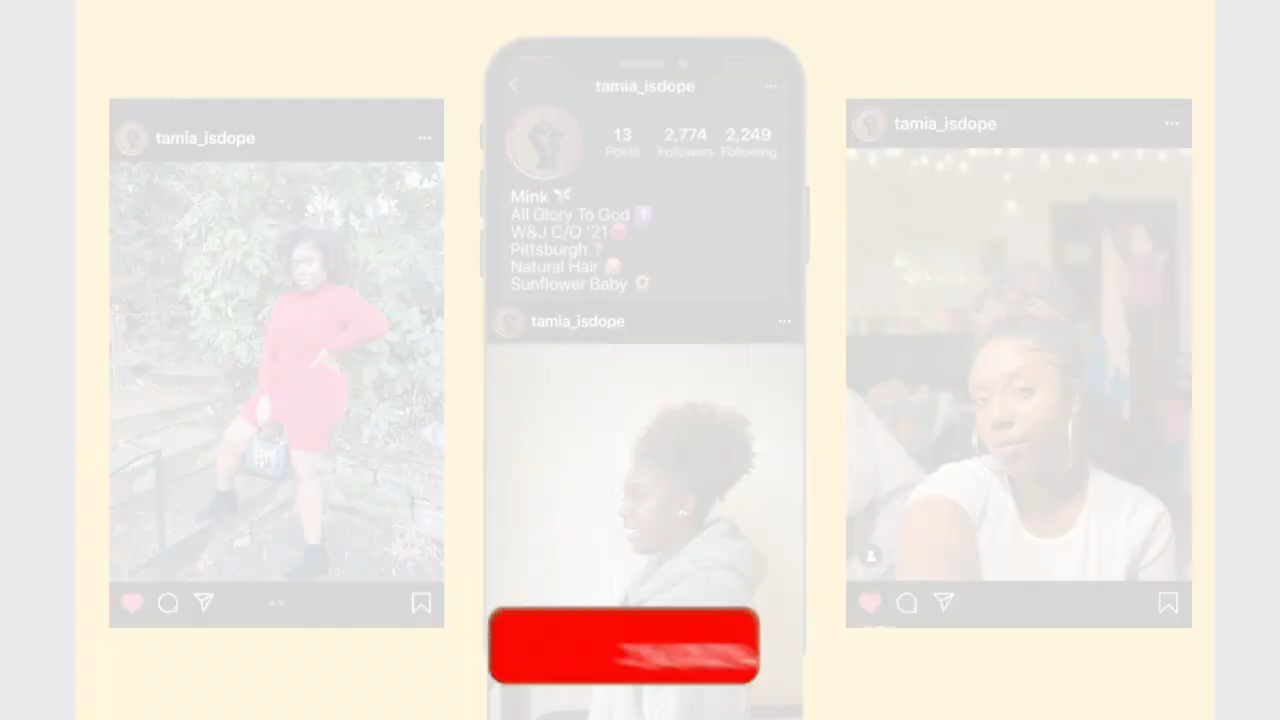 tamia_isdope
tamia_isdope
13 2,774 2,249
Posts Followers Following
Mink
All Glory To God
W&J C/O '21
Pittsburgh
Natural Hair
Sunflower Baby
tamia_isdope
tamia_isdope